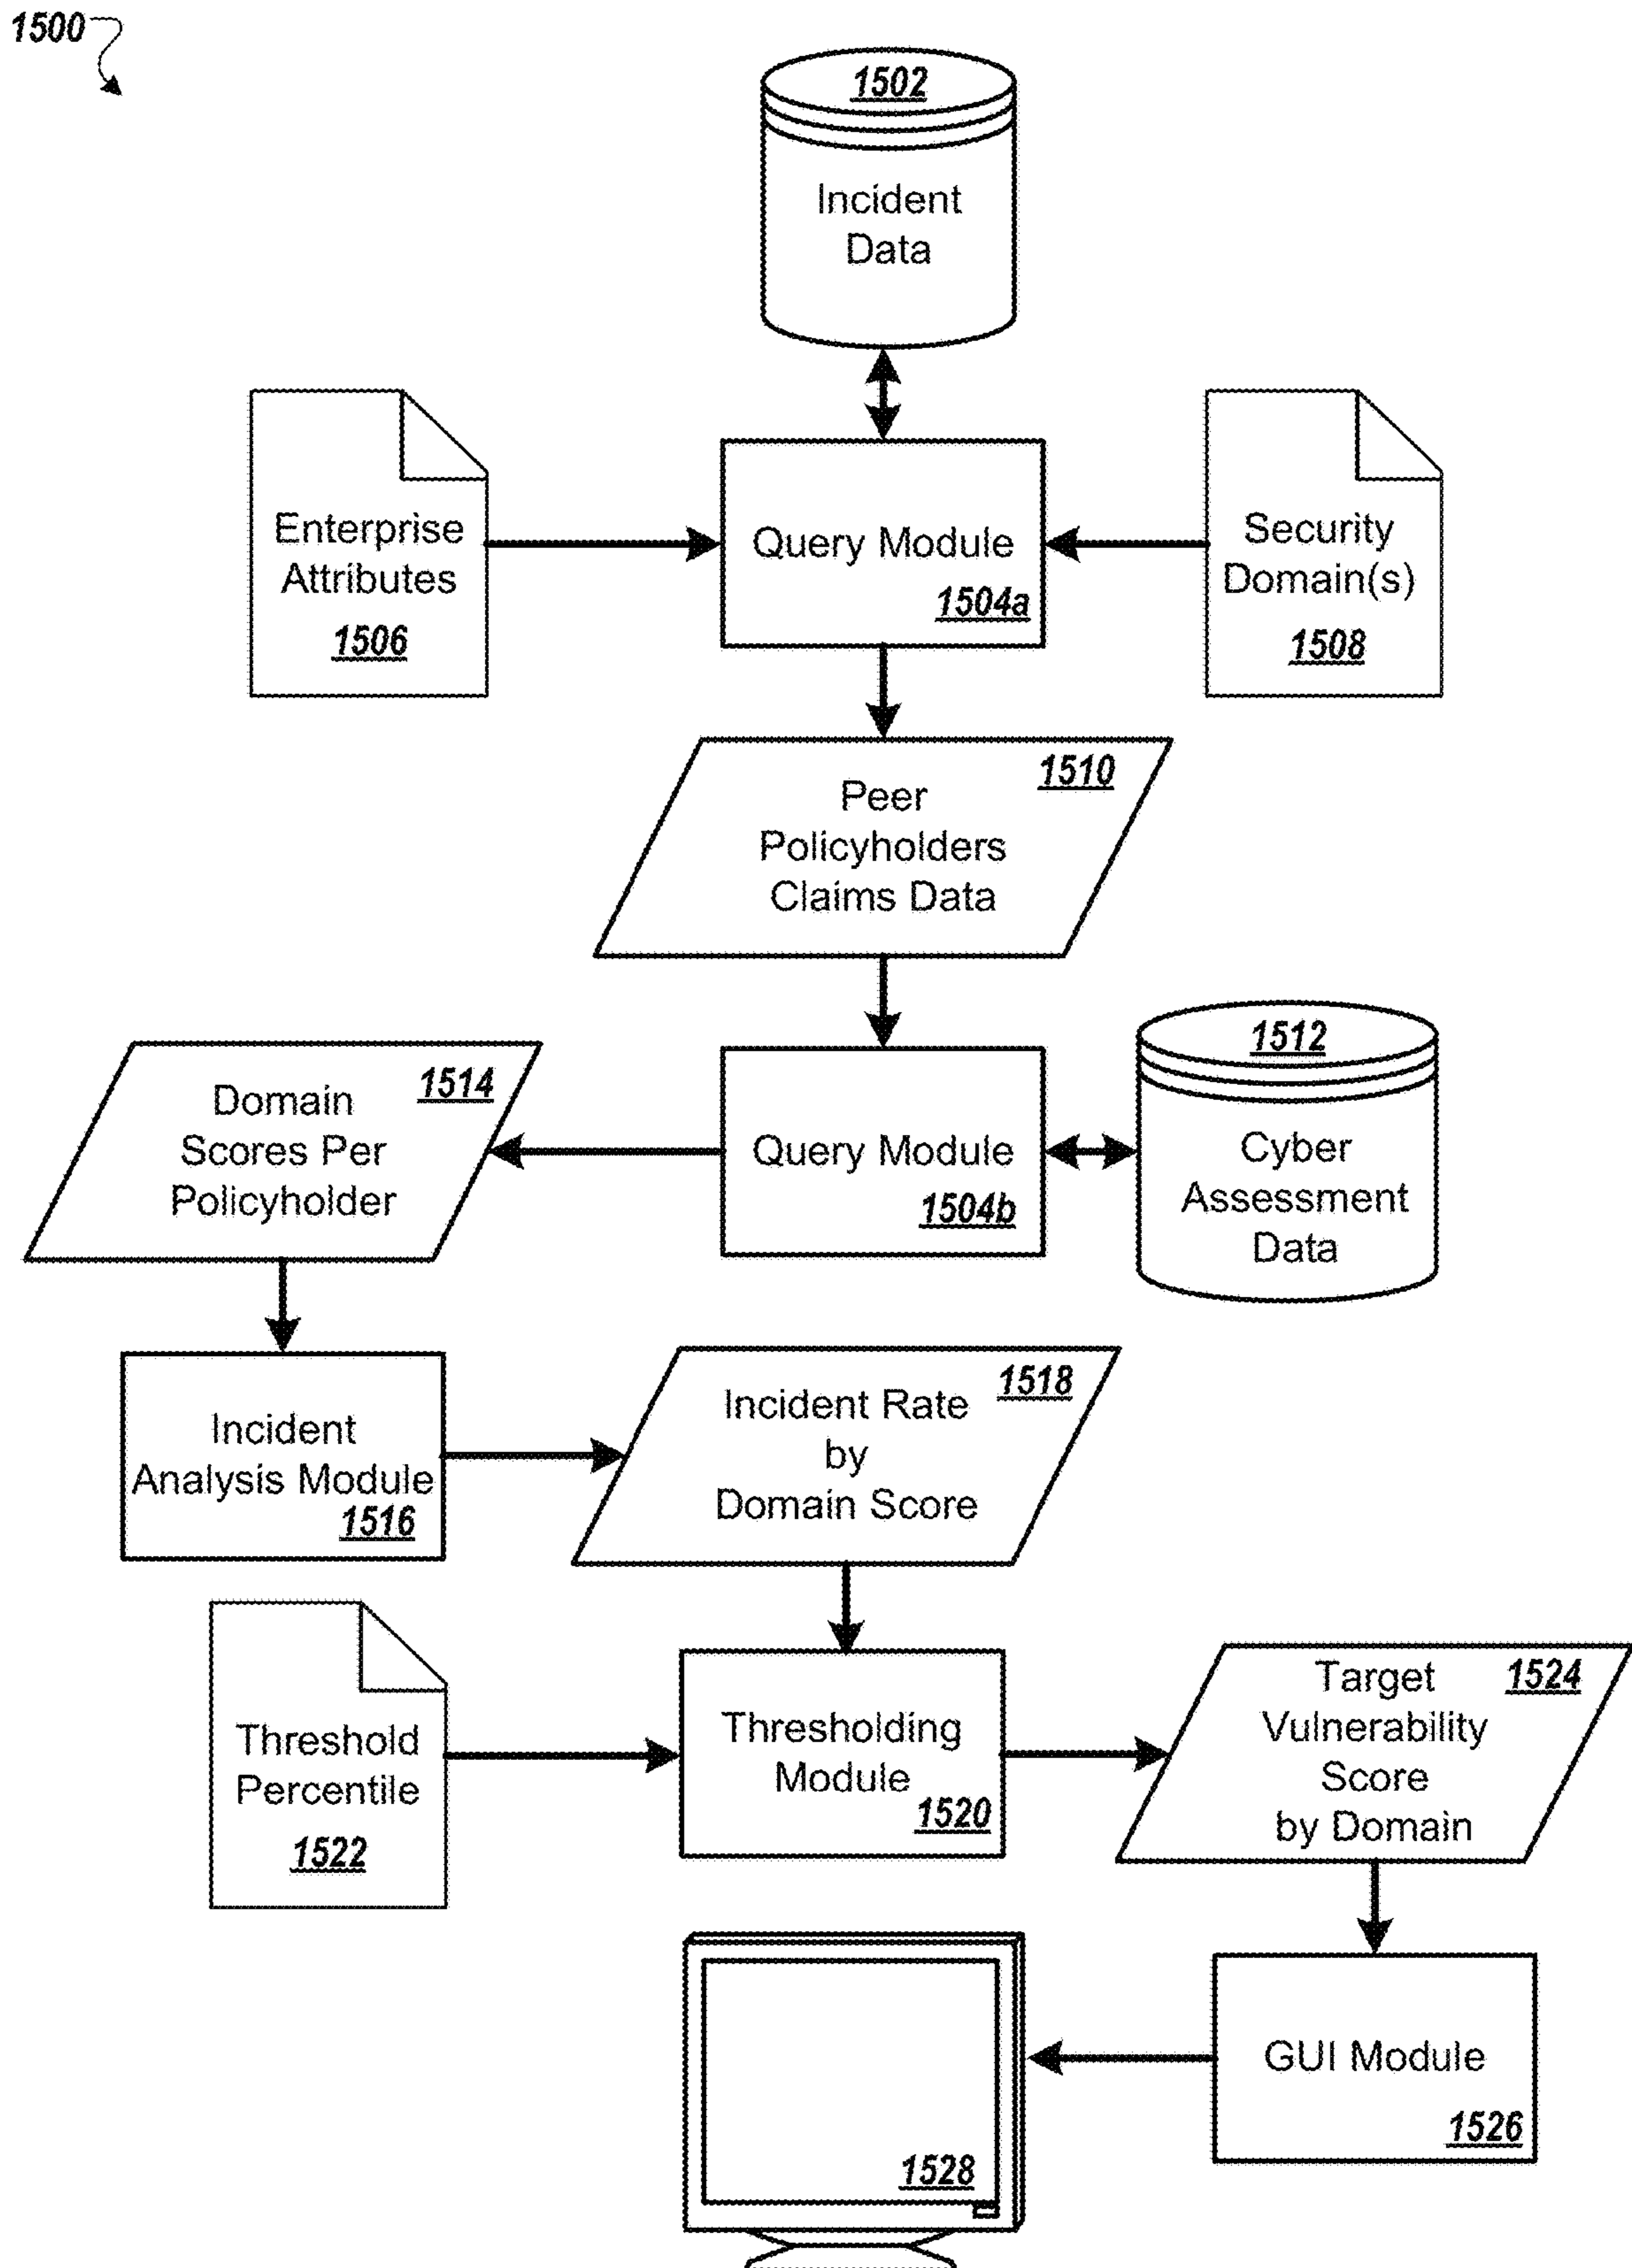 1500
1502
Incident
Data
Enterprise
Attributes
1506
Query Module
1504a
Security
Domain(s)
1508
1510
Peer
Policyholders
Claims Data
1514
Domain
Scores Per
Policyholder
Query Module
1504b
1512
Cyber
Assessment
Data
Incident
Analysis Module
1516
1518
Incident Rate
by
Domain Score
Threshold
Percentile
1522
Thresholding
Module
1520
1524
Target
Vulnerability
Score
by Domain
1528
GUI Module
1526